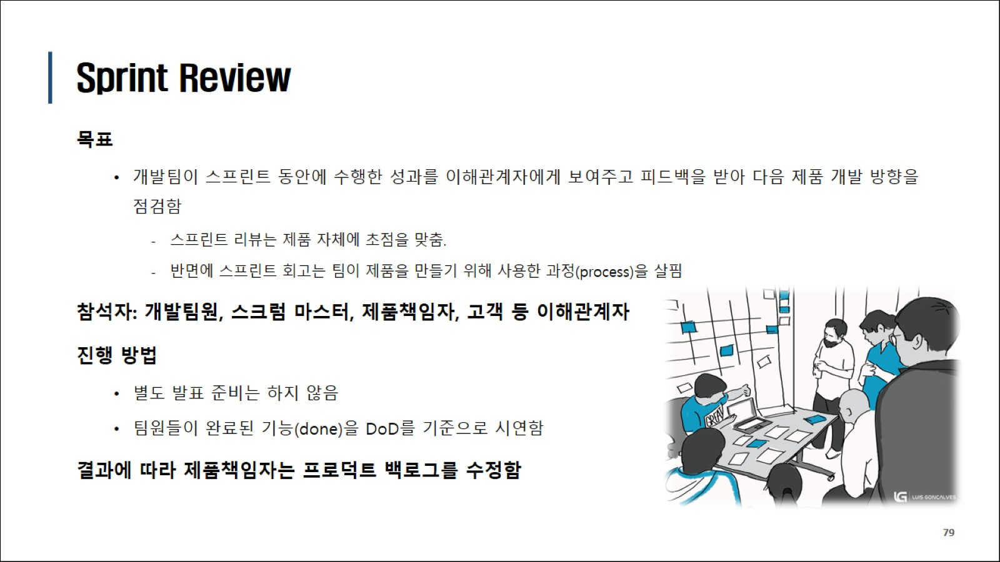 Sprint Review
목표
• 개발팀이 스프린트 동안에 수행한 성과를 이해관계자에게 보여주고 피드백을 받아 다음 제품 개발 방향을
점검함
- 스프린트 리뷰는 제품 자체에 초점을 맞춤.
- 반면에 스프린트 회고는 팀이 제품을 만들기 위해 사용한 과정(process)을 살핌
참석자: 개발팀원, 스크럼 마스터, 제품책임자, 고객 등 이해관계자
진행 방법
• 별도 발표 준비는 하지 않음
• 팀원들이 완료된 기능(done)을 DoD를 기준으로 시연함
결과에 따라 제품책임자는 프로덕트 백로그를 수정함
GREAT
LG LUIS GONCALVES
79